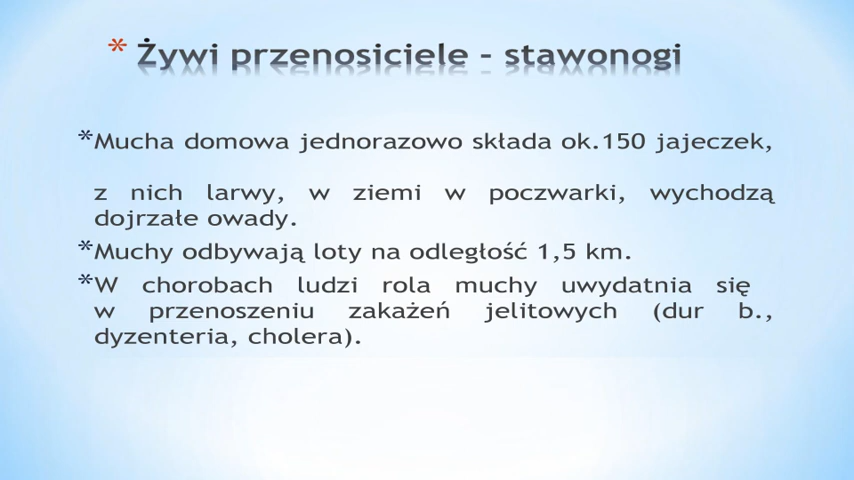 * Żywi przenosiciele - stawonogi
*Mucha domowa jednorazowo składa ok.150 jajeczek,
z nich larwy, w ziemi w poczwarki, wychodzą
dojrzałe owady.
*Muchy odbywają loty na odległość 1,5 km.
*W chorobach ludzi rola muchy uwydatnia się
w przenoszeniu zakażeń jelitowych (dur b.,
dyzenteria, cholera).